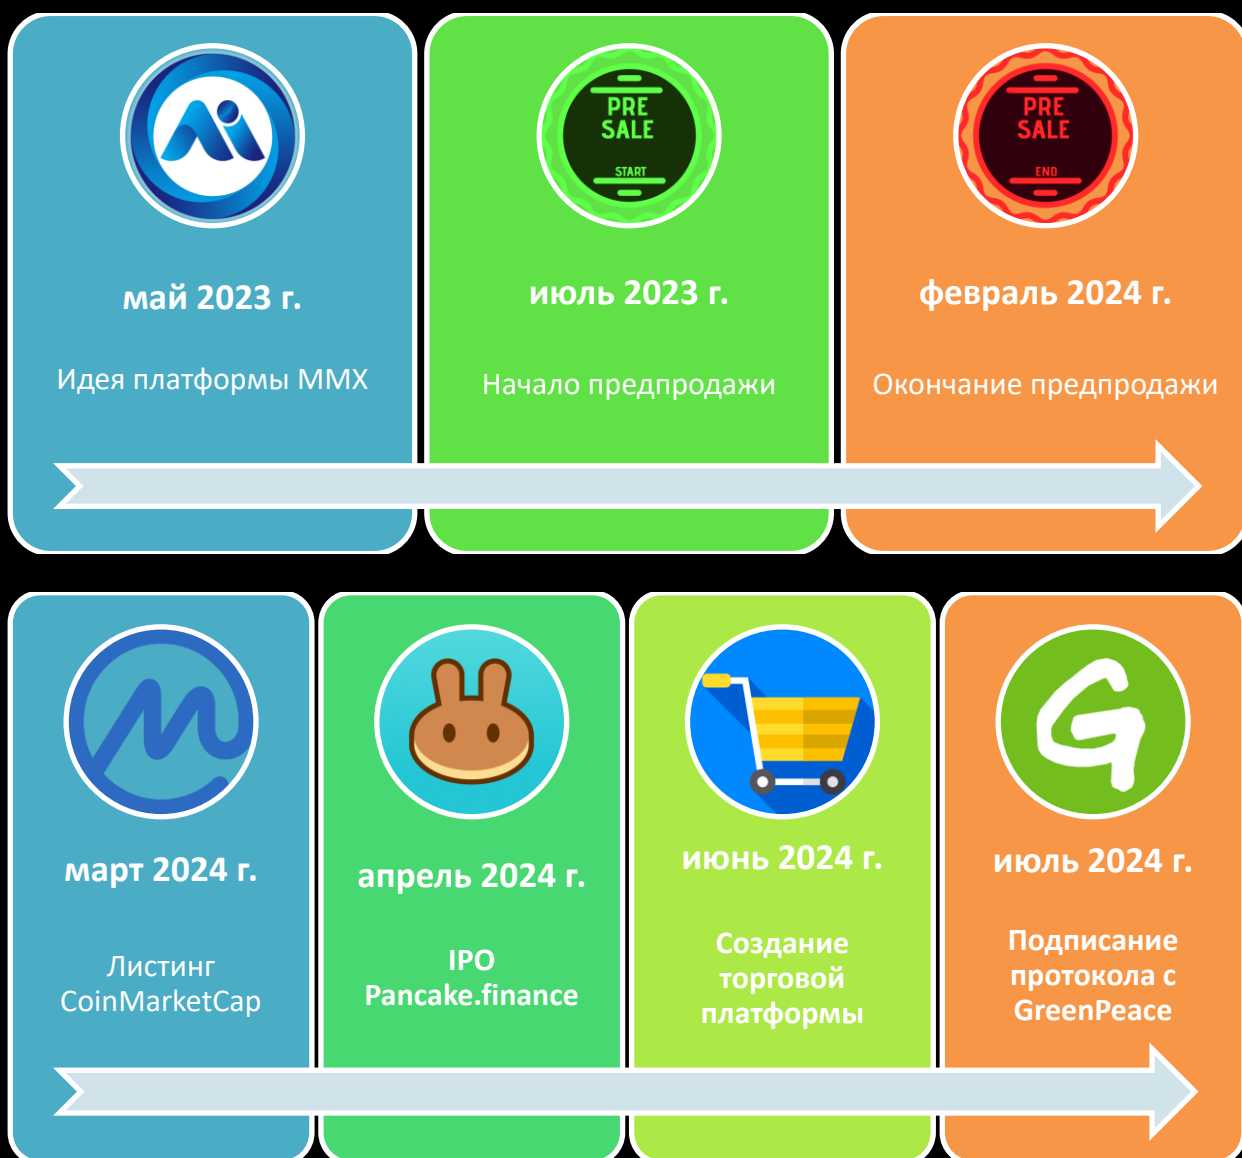 PRE
SALE
START
PRE
SALE
END
май 2023 г.
июль 2023 г.
февраль 2024 г.
Идея платформы MMX
Начало предпродажи
Окончание предпродажи
март 2024 г.
апрель 2024 г.
июнь 2024 г.
июль 2024 г.
Листинг
CoinMarketCap
IPO
Pancake.finance
Создание
торговой
платформы
Подписание
протокола с
GreenPeace